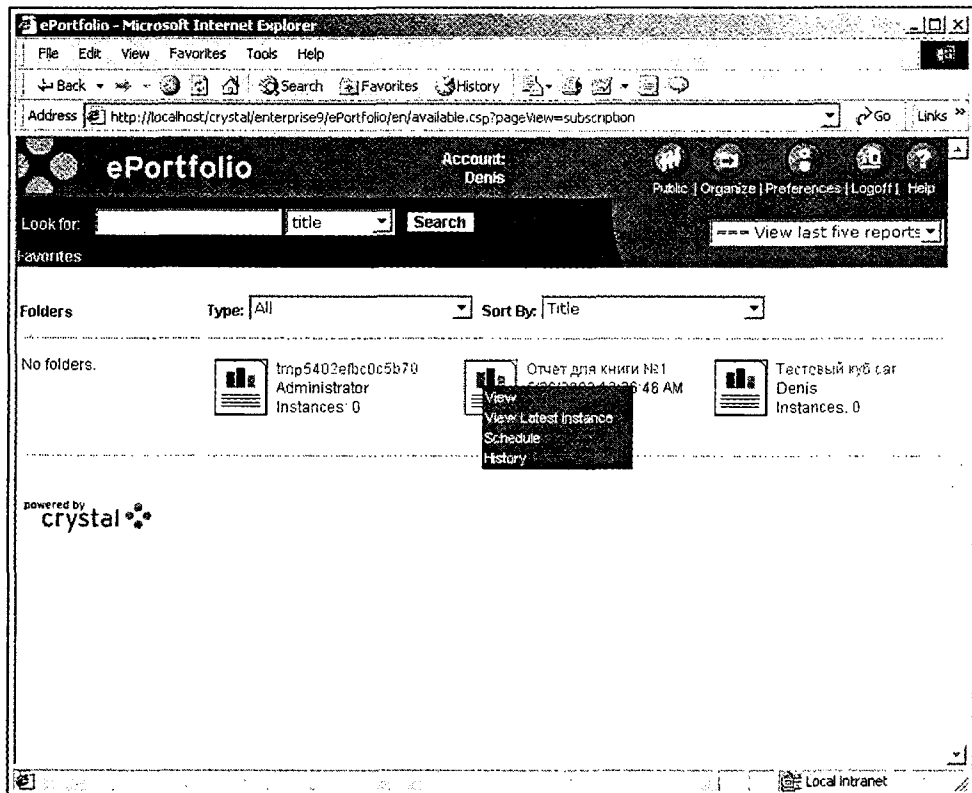 ePortfolio - Microsoft Internet Explorer
File Edit View Favorites Tools Help
Back Search Favorites History
Address http://localhost/crystal/enterprise9/ePortfolio/en/available.csp?pageView=subscription Go Links »
ePortfolio Account: Denis
Public | Organize | Preferences | Logoff | Help
Look for: title Search
=== View last five reports
Favorites
Folders Type: All Sort By: Title
No folders.
Administrator
Instances: 0
Отчет для книги №1
48 AM
View
View Latest Instance
Schedule
History
Тестовый куб car
Denis
Instances: 0
powered by
crystal
Local intranet